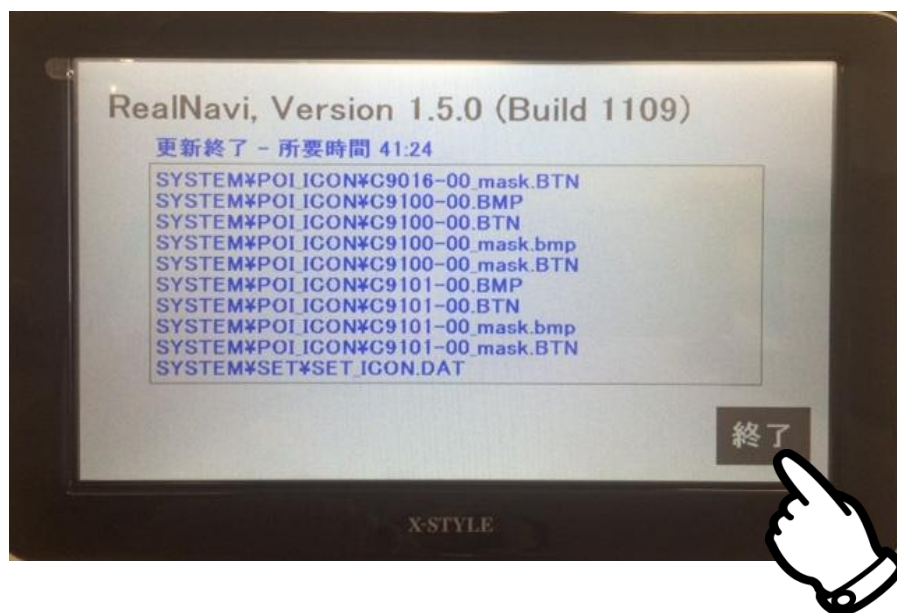 RealNavi, Version 1.5.0 (Build 1109)
更新終了 - 所要時間 41:24
SYSTEM¥POI_ICON¥C9016-00_mask.BTN
SYSTEM¥POI_ICON¥C9100-00.BMP
SYSTEM¥POI_ICON¥C9100-00.BTN
SYSTEM¥POI_ICON¥C9100-00_mask.bmp
SYSTEM¥POI_ICON¥C9100-00_mask.BTN
SYSTEM¥POI_ICON¥C9101-00.BMP
SYSTEM¥POI_ICON¥C9101-00.BTN
SYSTEM¥POI_ICON¥C9101-00_mask.bmp
SYSTEM¥POI_ICON¥C9101-00_mask.BTN
SYSTEM¥SET¥SET_ICON.DAT
終了
X-STYLE